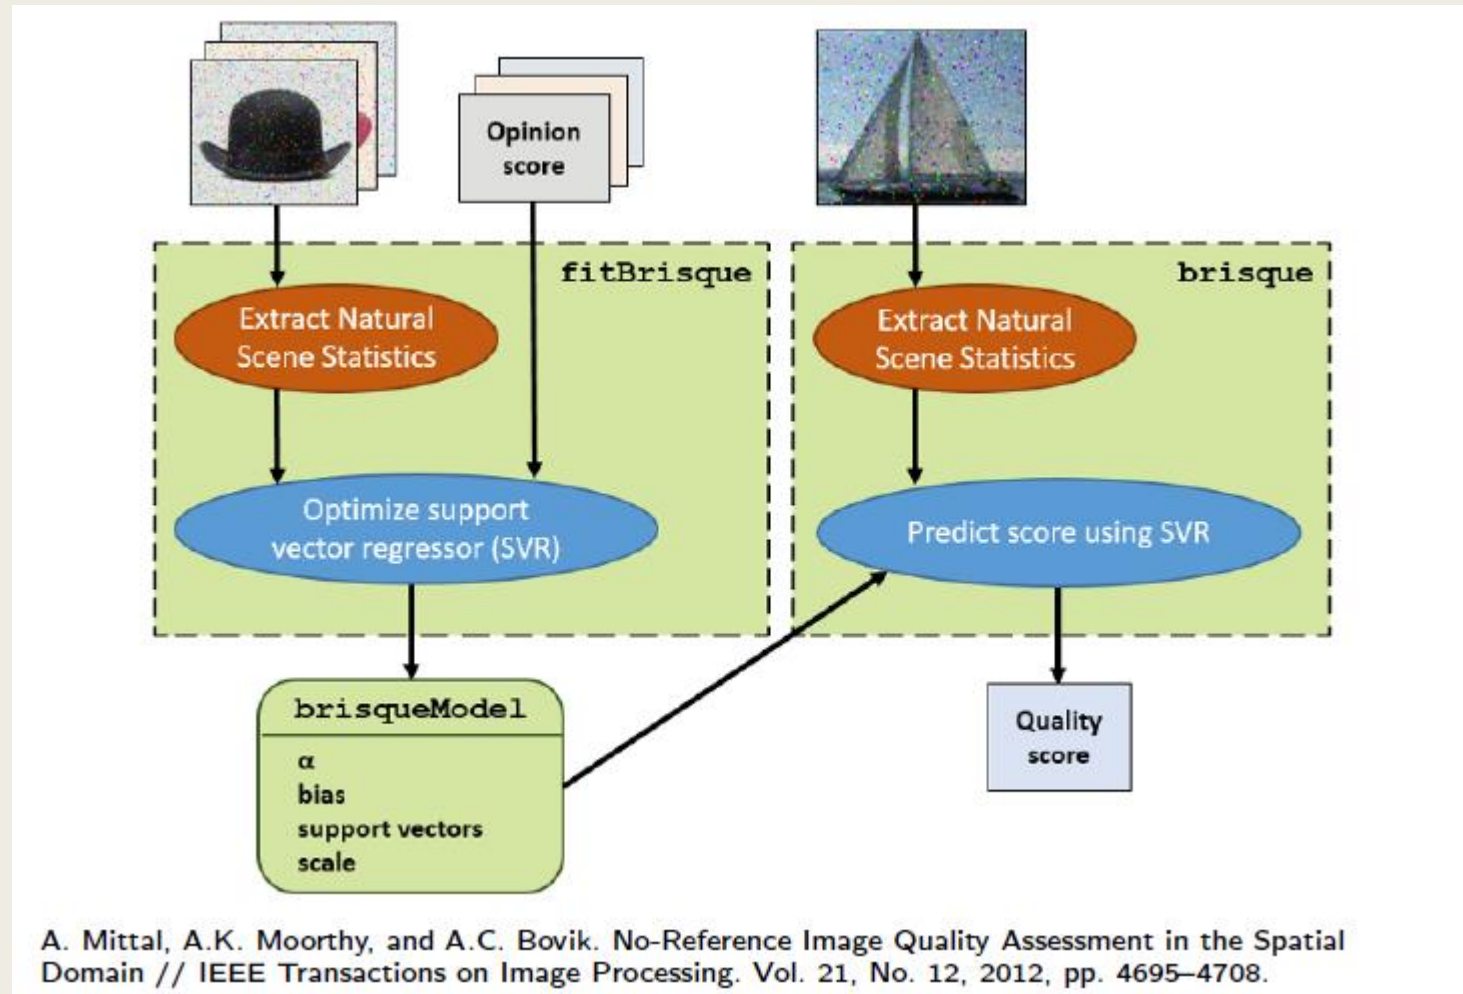 Opinion
score
fitBrisque
brisque
Extract Natural
Scene Statistics
Extract Natural
Scene Statistics
Optimize support
vector regressor (SVR)
Predict score using SVR
brisqueModel
α
bias
support vectors
scale
Quality
score
A. Mittal, A.K. Moorthy, and A.C. Bovik. No-Reference Image Quality Assessment in the Spatial
Domain // IEEE Transactions on Image Processing. Vol. 21, No. 12, 2012, pp. 4695–4708.